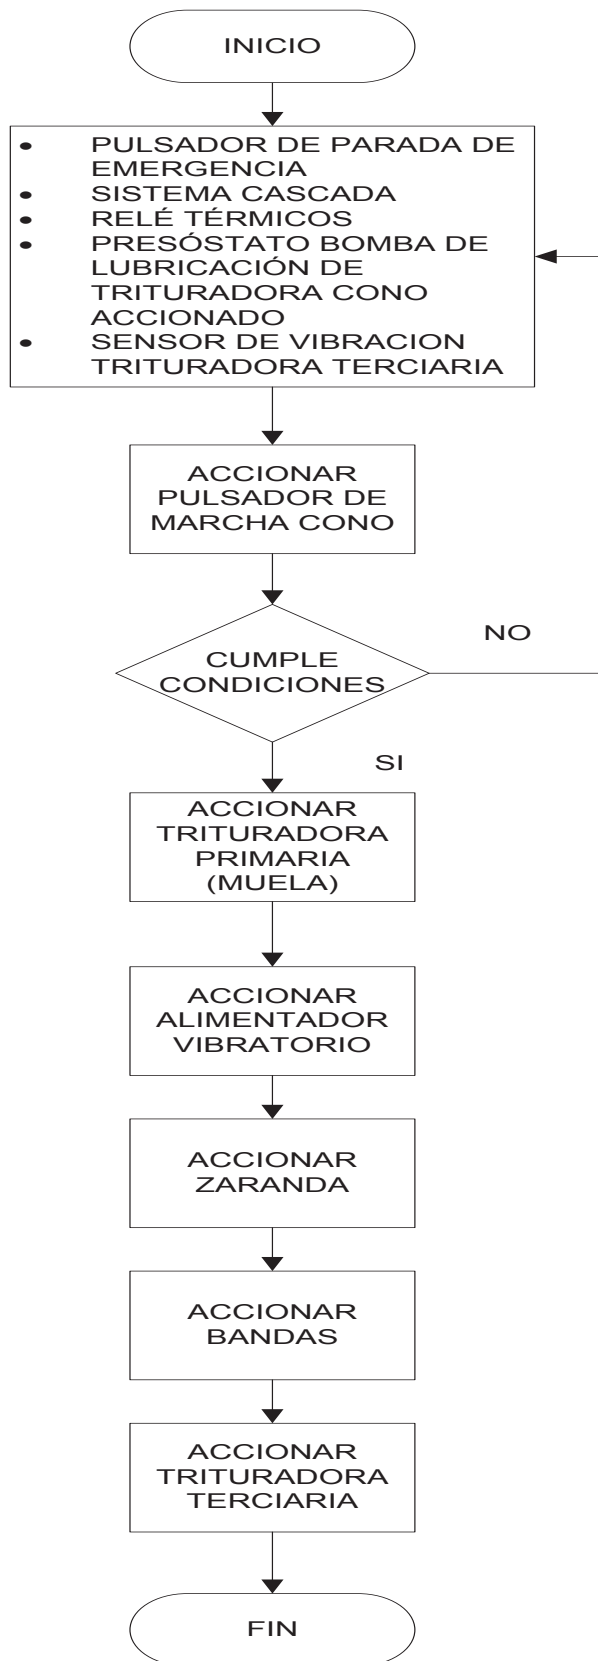 INICIO
• PULSADOR DE PARADA DE
EMERGENCIA
• SISTEMA CASCADA
• RELÉ TÉRMICOS
• PRESÓSTATO BOMBA DE
LUBRICACIÓN DE
TRITURADORA CONO
ACCIONADO
• SENSOR DE VIBRACION
TRITURADORA TERCIARIA
ACCIONAR
PULSADOR DE
MARCHA CONO
CUMPLE
CONDICIONES
NO
SI
ACCIONAR
TRITURADORA
PRIMARIA
(MUELA)
ACCIONAR
ALIMENTADOR
VIBRATORIO
ACCIONAR
ZARANDA
ACCIONAR
BANDAS
ACCIONAR
TRITURADORA
TERCIARIA
FIN